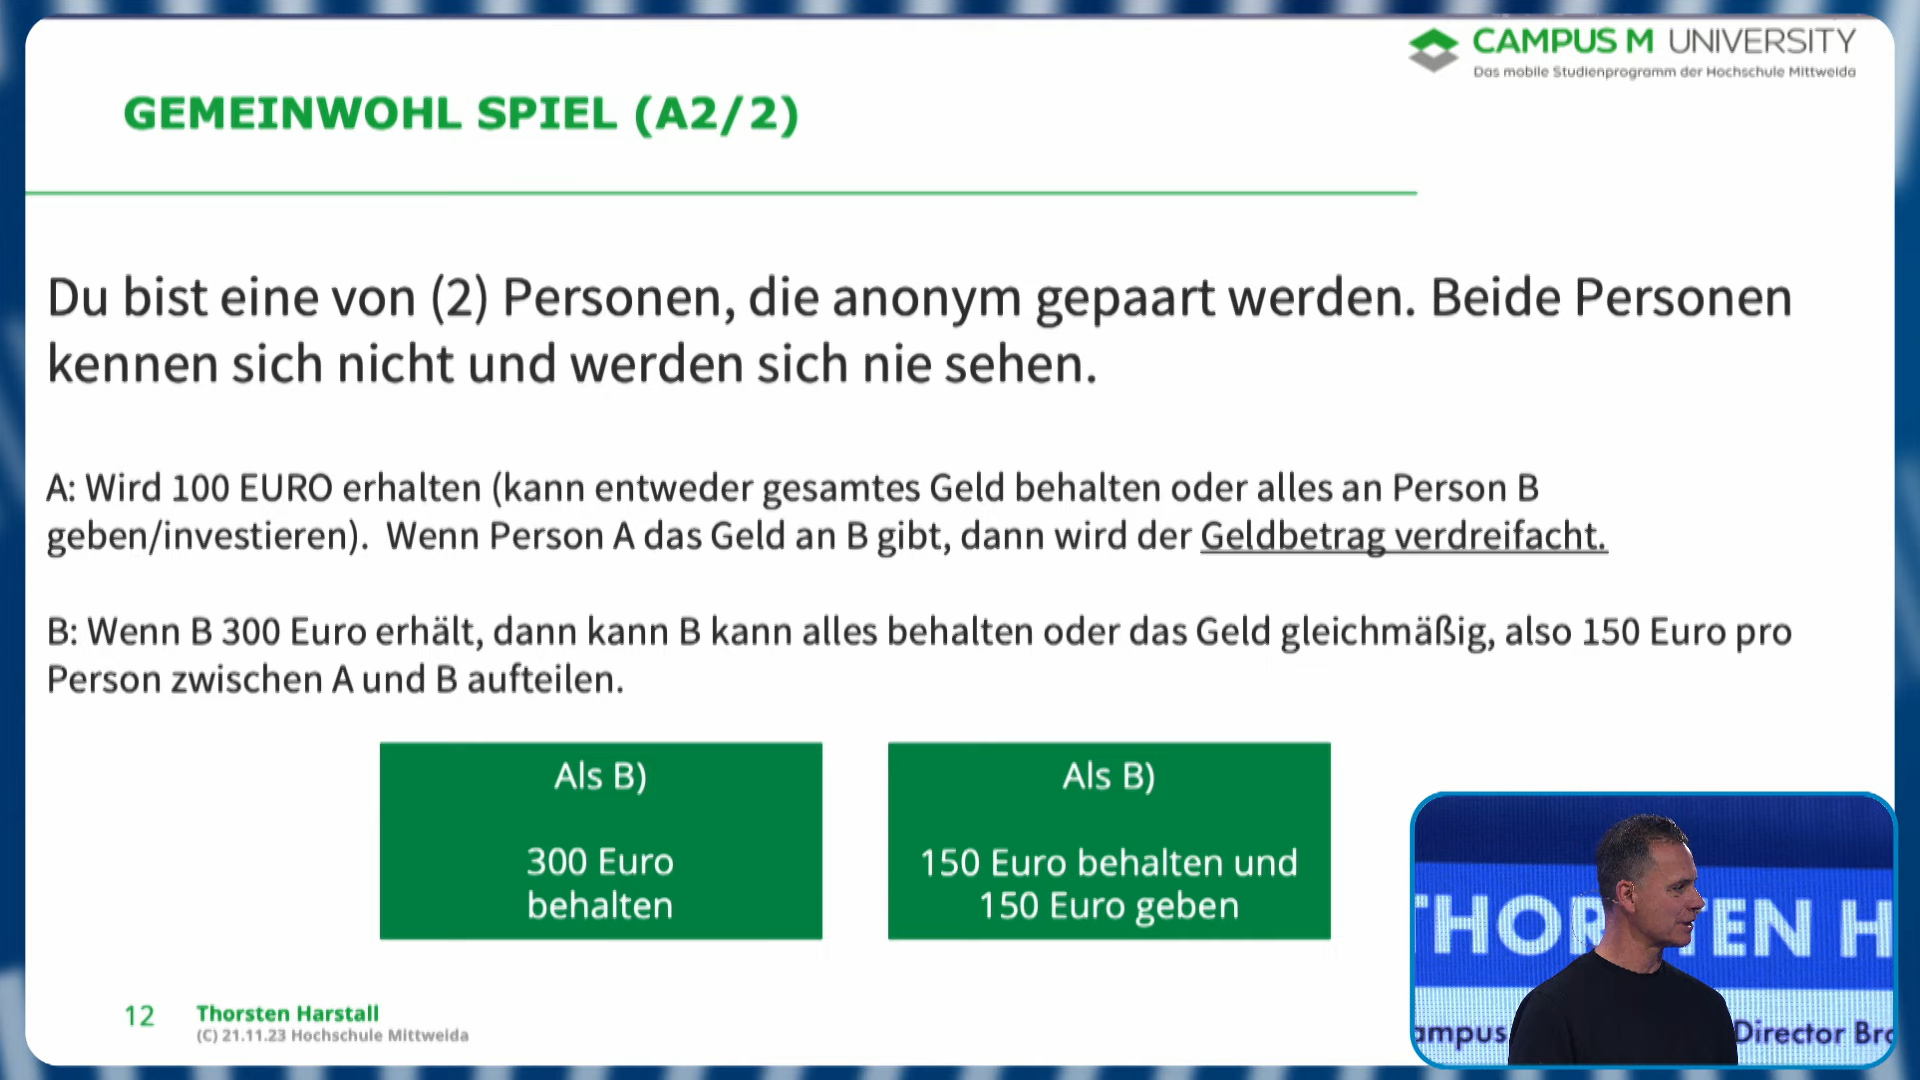 CAMPUS M UNIVERSITY
Das mobile Studienprogramm der Hochschule Mittweida
GEMEINWOHL SPIEL (A2/2)
Du bist eine von (2) Personen, die anonym gepaart werden. Beide Personen
kennen sich nicht und werden sich nie sehen.
A: Wird 100 EURO erhalten (kann entweder gesamtes Geld behalten oder alles an Person B
geben/investieren).  Wenn Person A das Geld an B gibt, dann wird der Geldbetrag verdreifacht.
B: Wenn B 300 Euro erhält, dann kann B kann alles behalten oder das Geld gleichmäßig, also 150 Euro pro
Person zwischen A und B aufteilen.
Als B)
300 Euro
behalten
Als B)
150 Euro behalten und
150 Euro geben
12
Thorsten Harstall
(C) 21.11.23 Hochschule Mittweida
THORSTEN H
ampus
Director Bro